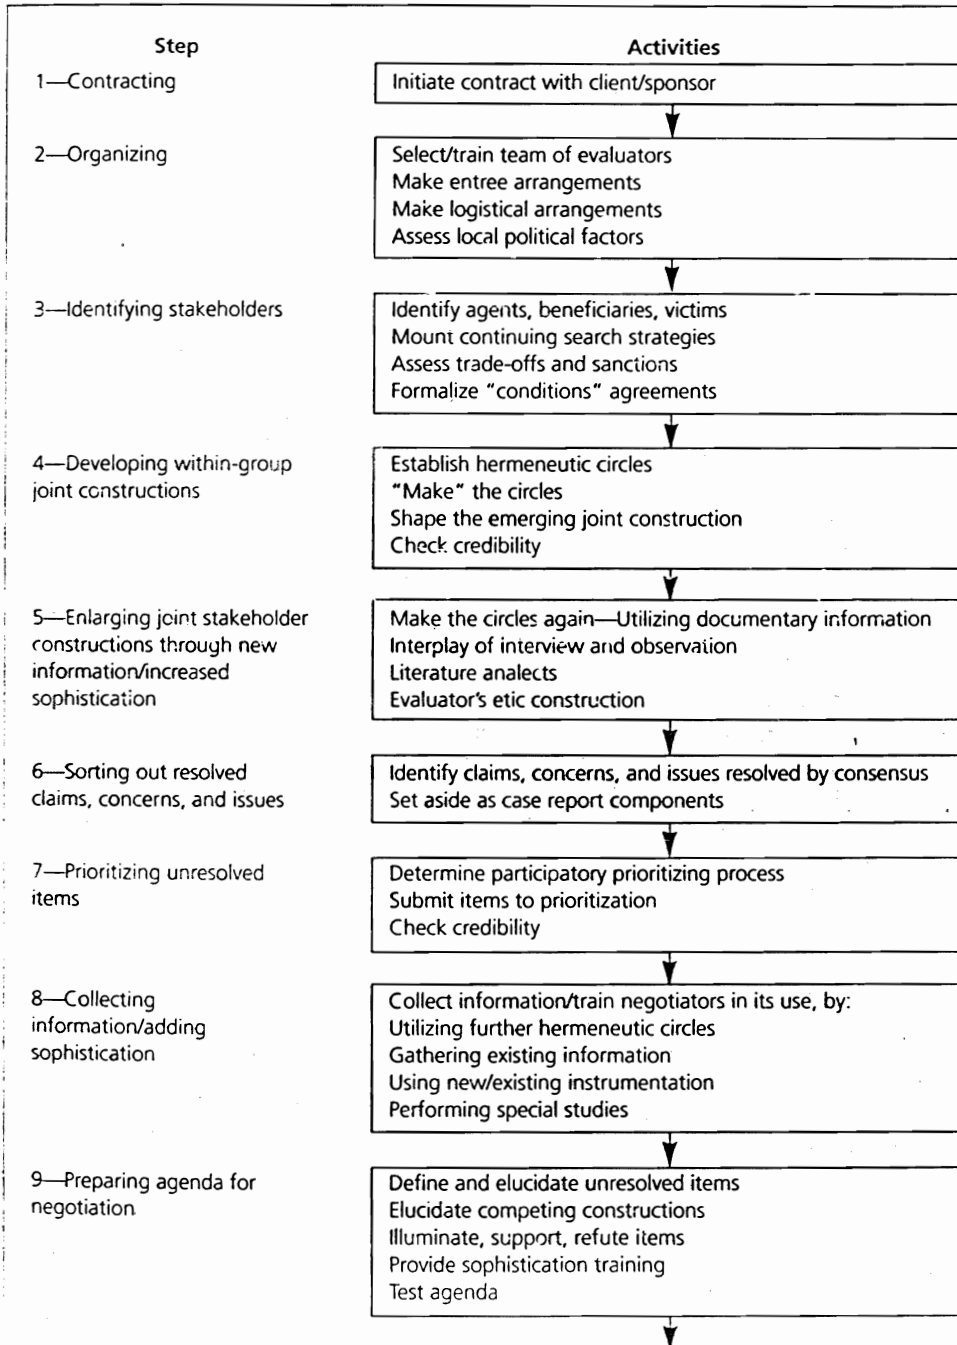 Step
Activities
1—Contracting
Initiate contract with client/sponsor
2—Organizing
Select/train team of evaluators
Make entree arrangements
Make logistical arrangements
Assess local political factors
3—Identifying stakeholders
Identify agents, beneficiaries, victims
Mount continuing search strategies
Assess trade-offs and sanctions
Formalize "conditions" agreements
4—Developing within-group
joint constructions
Establish hermeneutic circles
"Make" the circles
Shape the emerging joint construction
Check credibility
5—Enlarging joint stakeholder
constructions through new
information/increased
sophistication
Make the circles again—Utilizing documentary information
Interplay of interview and observation
Literature analects
Evaluator's etic construction
6—Sorting out resolved
claims, concerns, and issues
Identify claims, concerns, and issues resolved by consensus
Set aside as case report components
7—Prioritizing unresolved
items
Determine participatory prioritizing process
Submit items to prioritization
Check credibility
8—Collecting
information/adding
sophistication
Collect information/train negotiators in its use, by:
Utilizing further hermeneutic circles
Gathering existing information
Using new/existing instrumentation
Performing special studies
9—Preparing agenda for
negotiation
Define and elucidate unresolved items
Elucidate competing constructions
Illuminate, support, refute items
Provide sophistication training
Test agenda